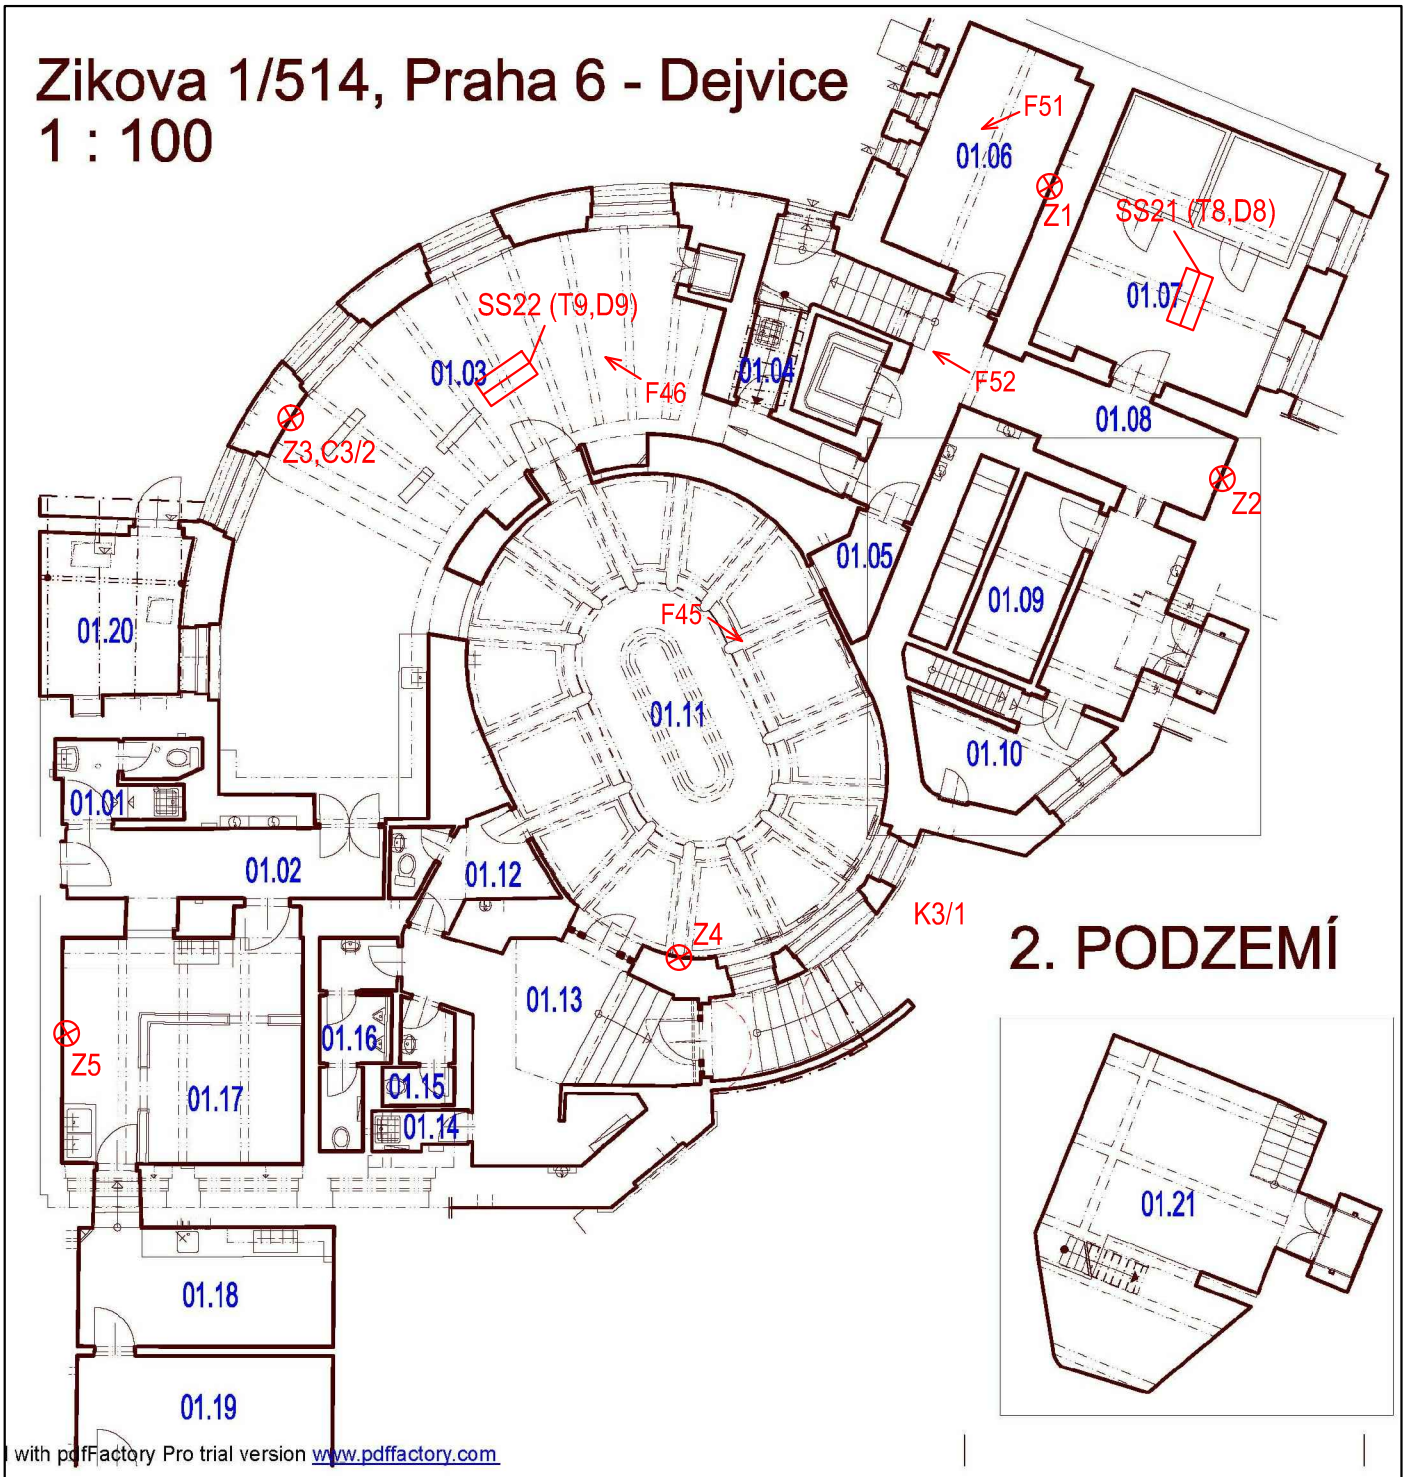 Zikova 1/514, Praha 6 - Dejvice
1 : 100
F51
01.06
Z1
SS21 (T8,D8)
01.07
SS22 (T9,D9)
01.03
F46
01.04
F52
01.08
Z3,C3/2
Z2
01.05
01.09
F45
01.20
01.11
01.10
01.01
01.02
01.12
K3/1
Z4
2. PODZEMÍ
01.13
01.16
Z5
01.15
01.17
01.14
01.21
01.18
01.19
with pdfFactory Pro trial version www.pdffactory.com